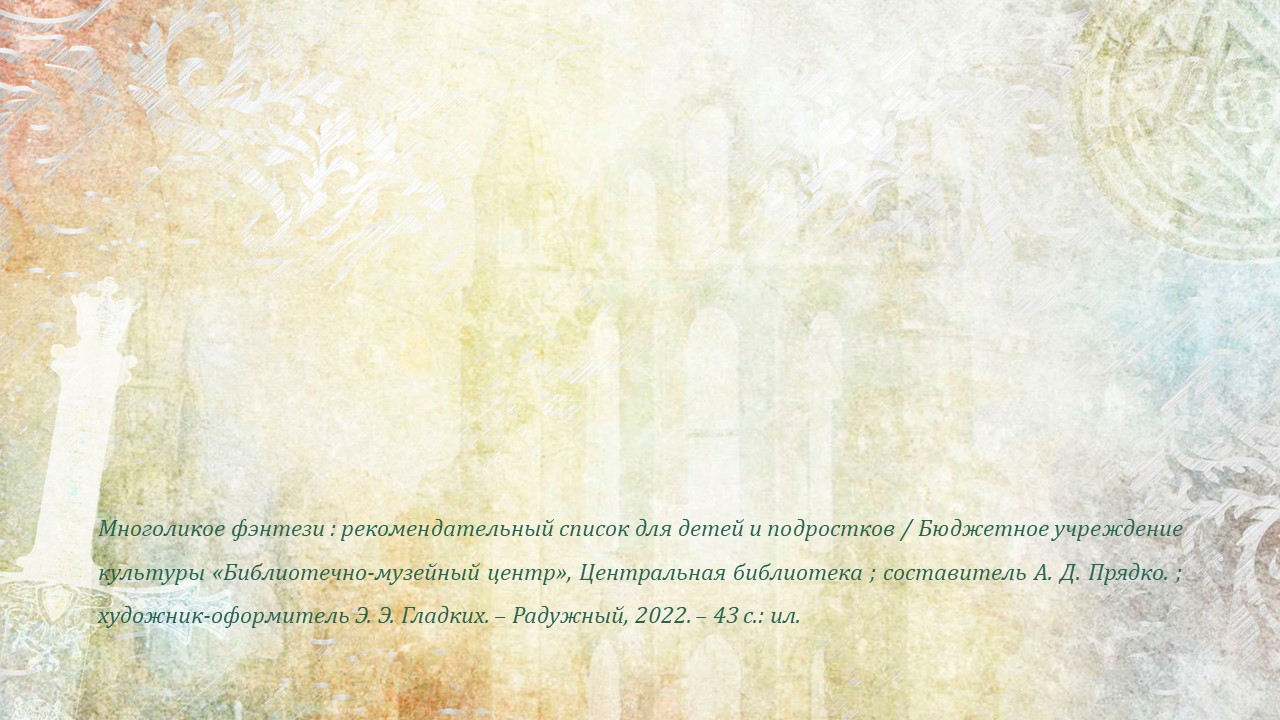 Многоликое фэнтези : рекомендательный список для детей и подростков / Бюджетное учреждение
культуры «Библиотечно-музейный центр», Центральная библиотека ; составитель А. Д. Прядко. ;
художник-оформитель Э. Э. Гладких. – Радужный, 2022. – 43 с.: ил.